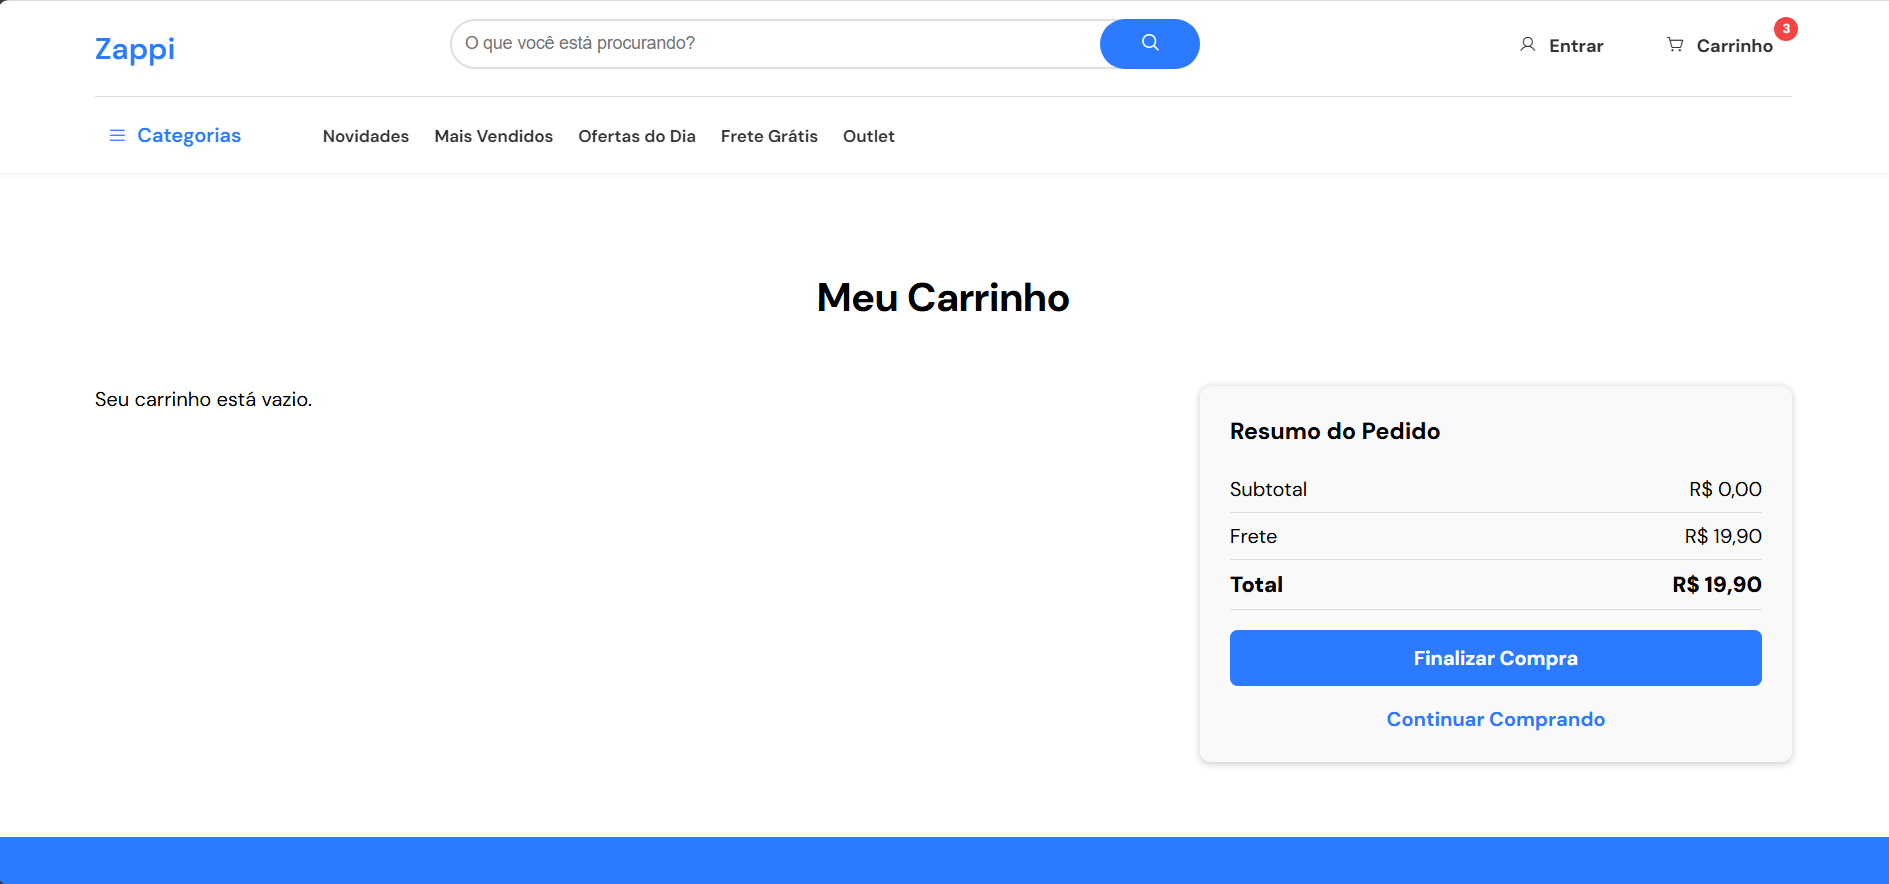 Zappi
O que você está procurando?
Entrar
Carrinho
3
Categorias
Novidades
Mais Vendidos
Ofertas do Dia
Frete Grátis
Outlet
Meu Carrinho
Seu carrinho está vazio.
Resumo do Pedido
Subtotal R$ 0,00
Frete R$ 19,90
Total R$ 19,90
Finalizar Compra
Continuar Comprando